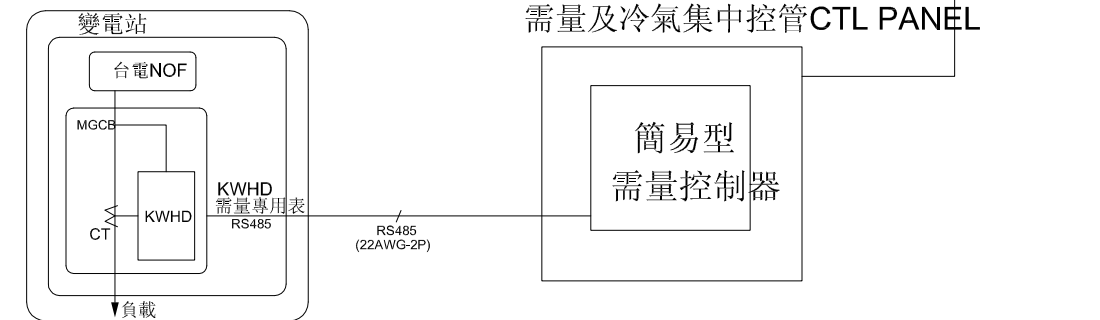 變電站
台電NOF
MGCB
KWHD
CT
負載
KWHD
需量專用表
RS485
RS485
(22AWG-2P)
需量及冷氣集中控管CTL PANEL
簡易型
需量控制器